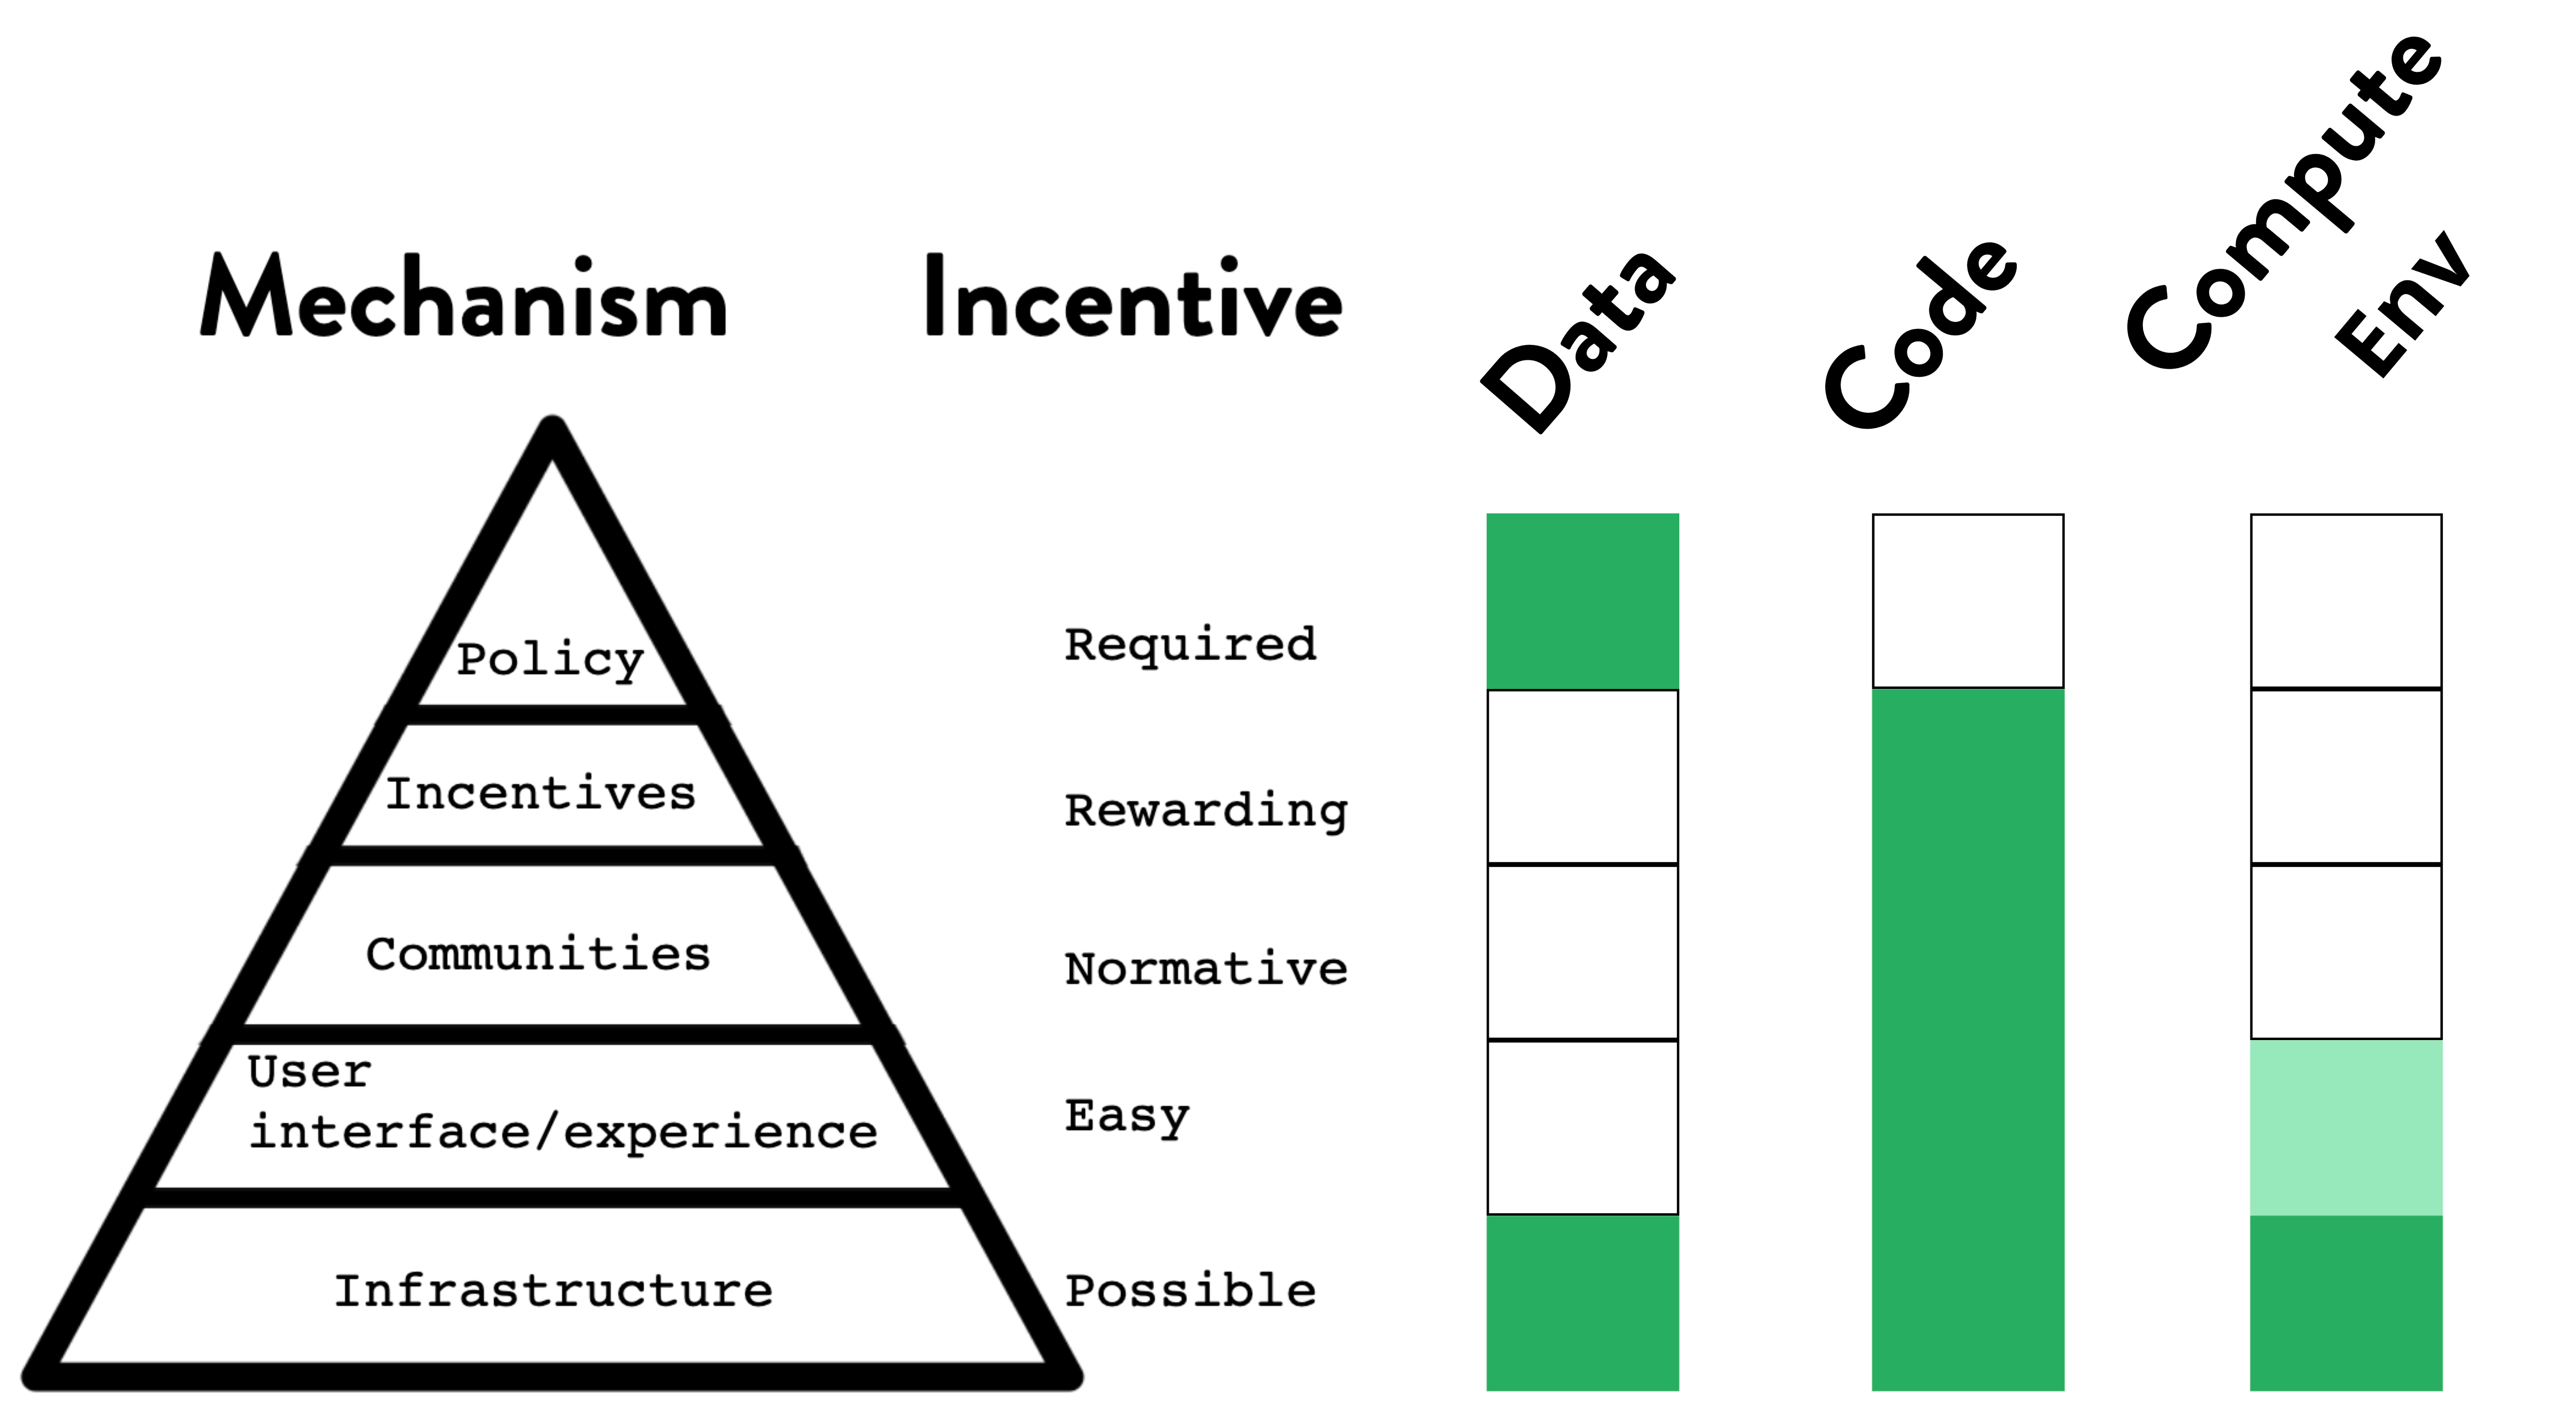 Mechanism
Incentive
Data
Code
Compute
Env
Policy
Required
Incentives
Rewarding
Communities
Normative
User
interface/experience
Easy
Infrastructure
Possible